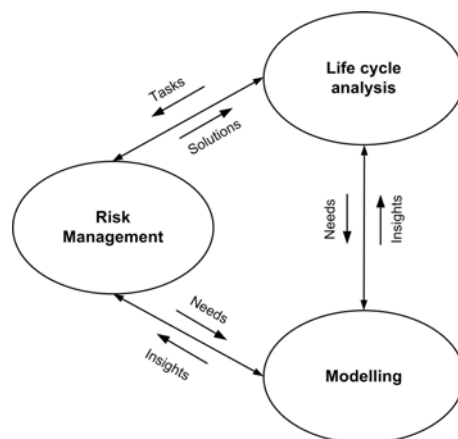 Life cycle
analysis
Tasks
Solutions
Risk
Management
Needs
Insights
Needs
Insights
Modelling